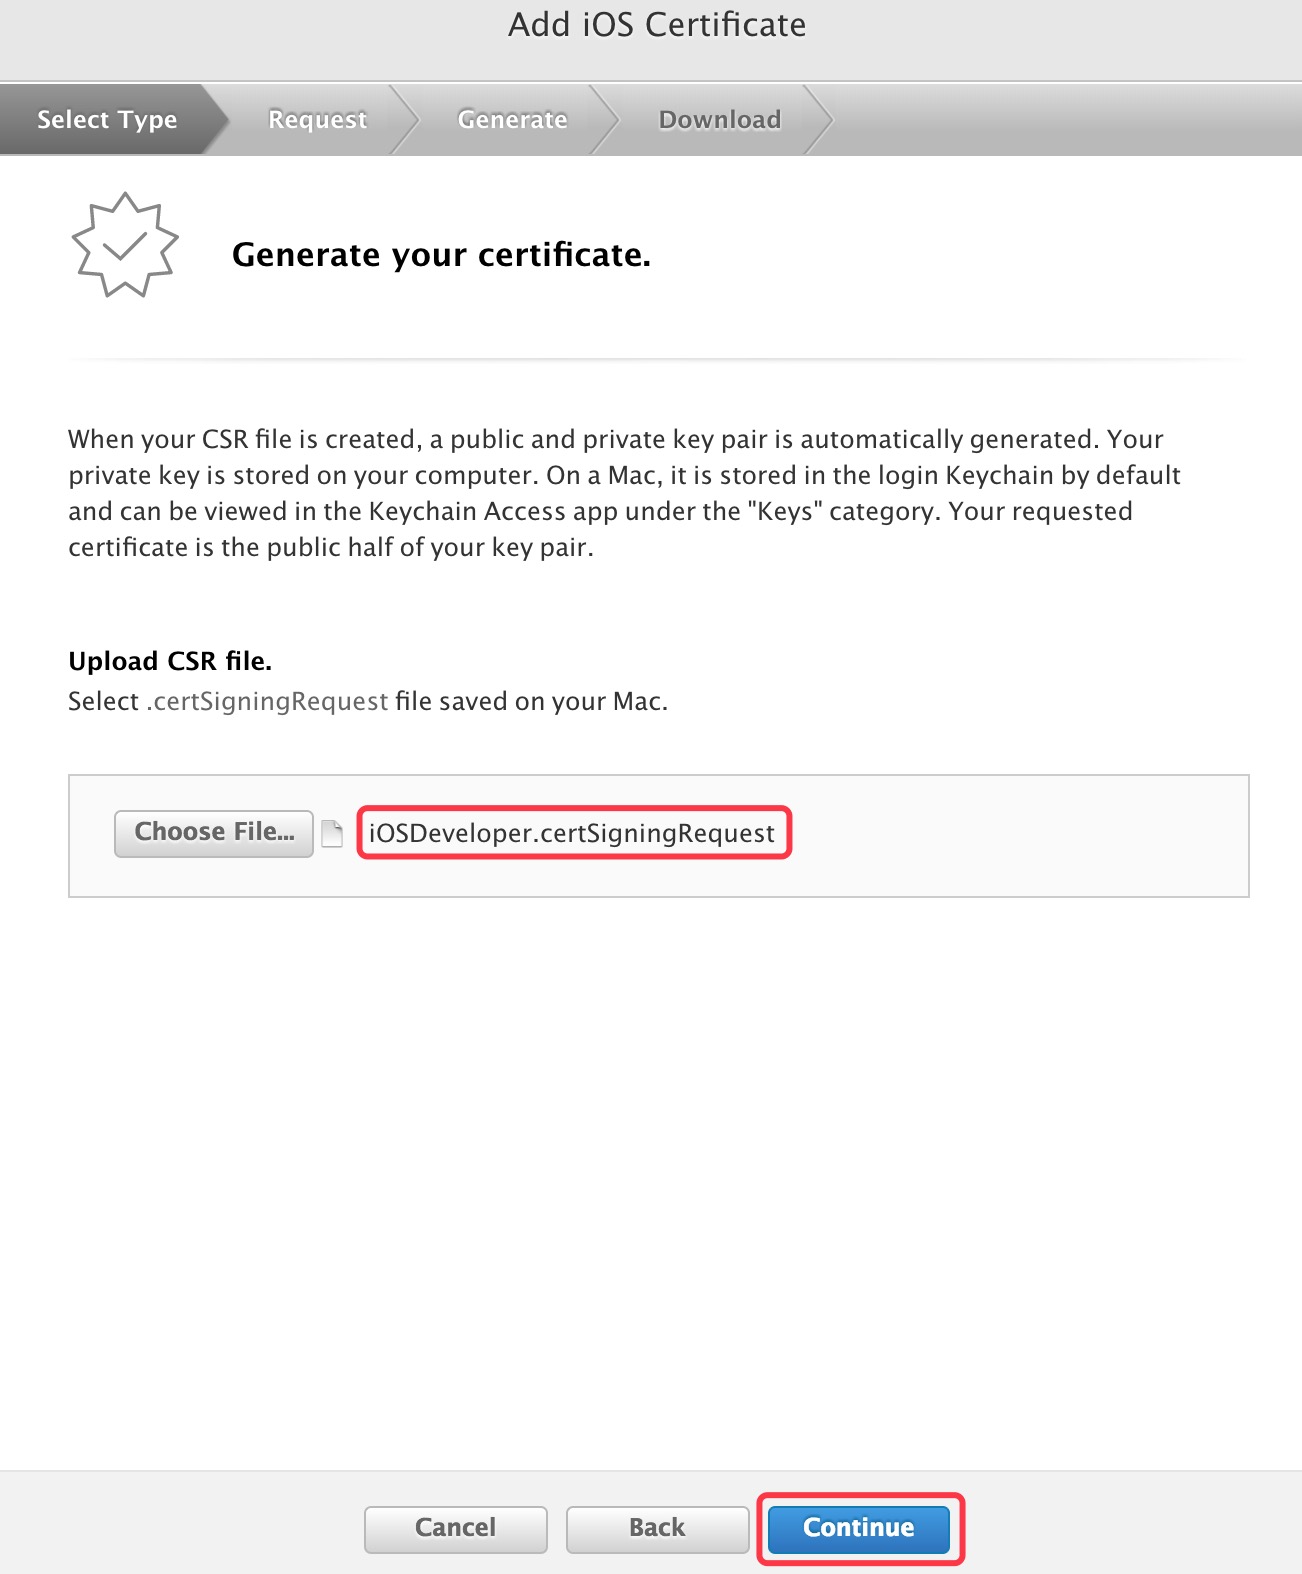 Add iOS Certificate
Select Type
Request
Generate
Download
Generate your certificate.
When your CSR file is created, a public and private key pair is automatically generated. Your
private key is stored on your computer. On a Mac, it is stored in the login Keychain by default
and can be viewed in the Keychain Access app under the "Keys" category. Your requested
certificate is the public half of your key pair.
Upload CSR file.
Select .certSigningRequest file saved on your Mac.
Choose File...
iOSDeveloper.certSigningRequest
Cancel
Back
Continue